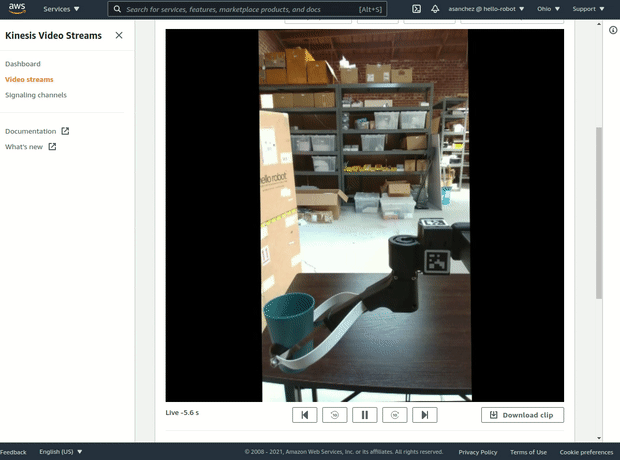 aws
Services ▼
Search for services, features, marketplace products, and docs
[Alt+S]
asanchez @ hello-robot ▼
Ohio ▼
Support ▼
Kinesis Video Streams
Dashboard
Video streams
Signaling channels
Documentation
What's new
hello robot
Live -5.6 s
Download clip
Feedback
English (US) ▼
© 2008 - 2021, Amazon Web Services, Inc. or its affiliates. All rights reserved.
Privacy Policy
Terms of Use
Cookie preferences